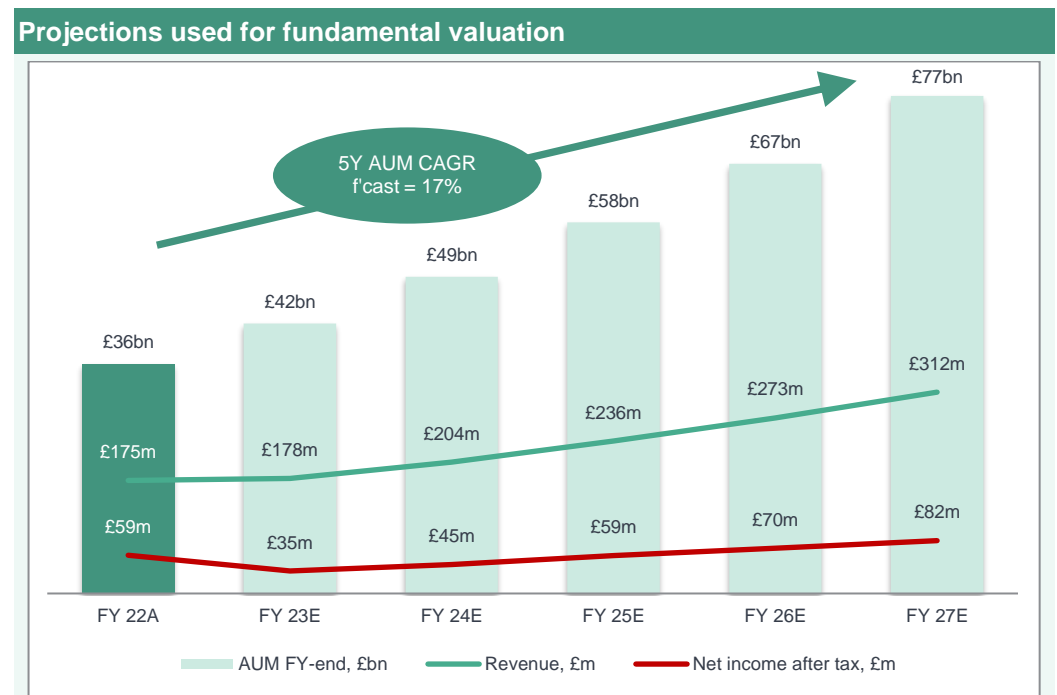 Projections used for fundamental valuation
£77bn
5Y AUM CAGR
f'cast = 17%
£67bn
£58bn
£49bn
£42bn
£36bn
£312m
£273m
£236m
£204m
£175m
£178m
£59m
£35m
£45m
£59m
£70m
£82m
FY 22A
FY 23E
FY 24E
FY 25E
FY 26E
FY 27E
AUM FY-end, £bn
Revenue, £m
Net income after tax, £m